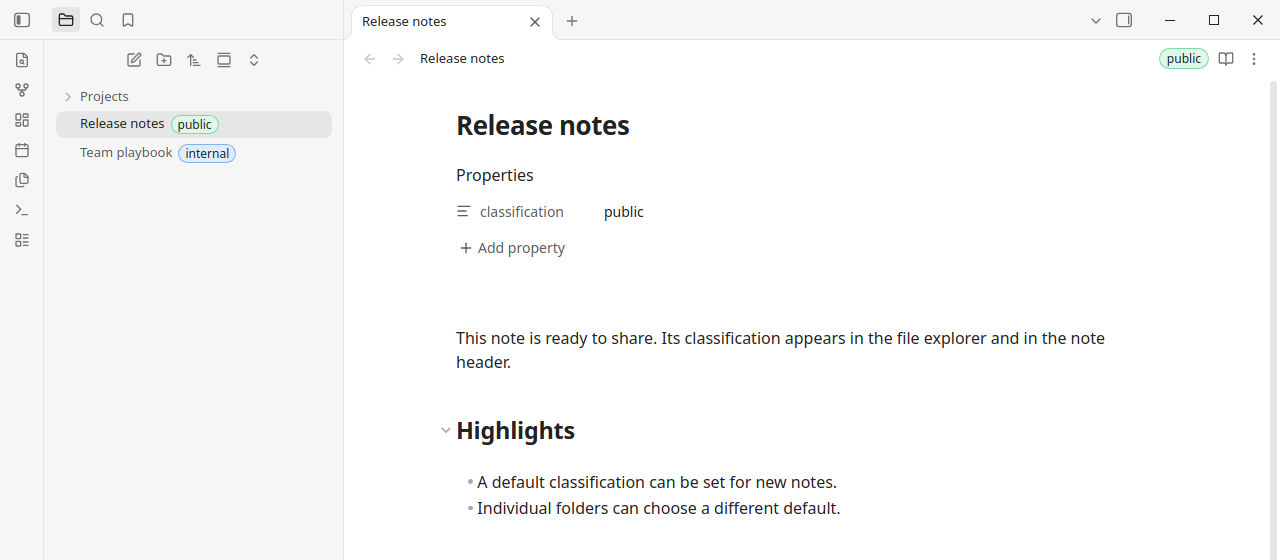 Release notes
Release notes
public
Projects
Release notes public
Team playbook internal
Release notes
Properties
classification public
Add property
This note is ready to share. Its classification appears in the file explorer and in the note
header.
Highlights
A default classification can be set for new notes.
Individual folders can choose a different default.